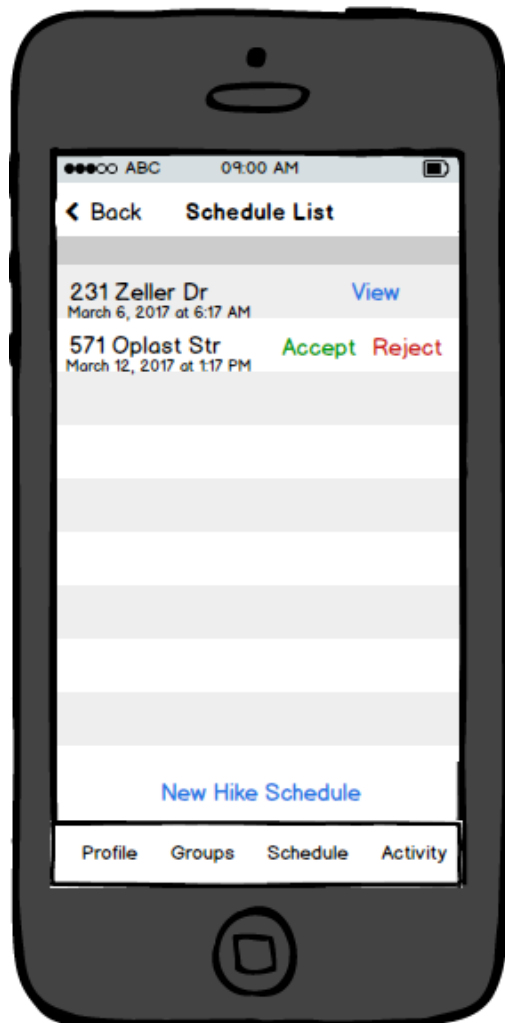 ABC 09:00 AM
Back Schedule List
231 Zeller Dr View
March 6, 2017 at 6:17 AM
571 Oplast Str Accept Reject
March 12, 2017 at 1:17 PM
New Hike Schedule
Profile Groups Schedule Activity